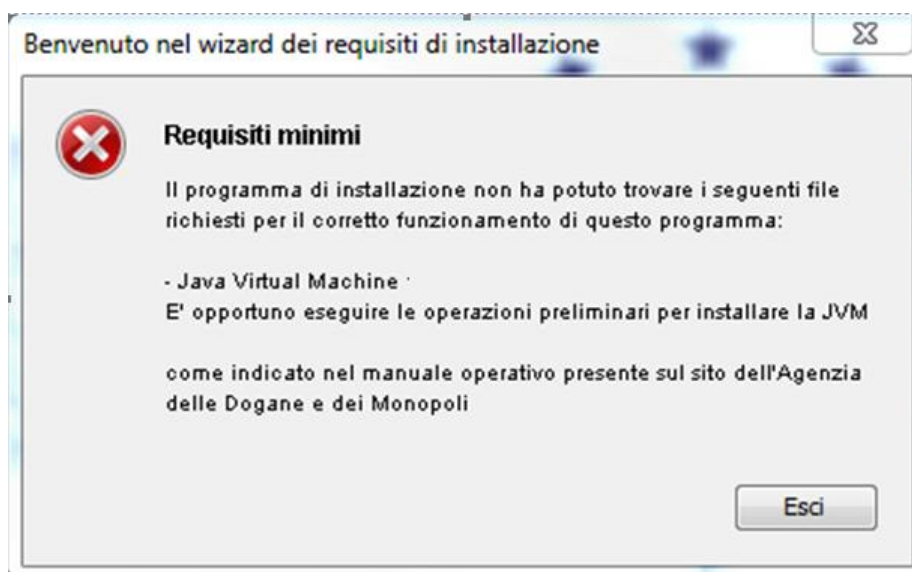 Benvenuto nel wizard dei requisiti di installazione
Requisiti minimi
Il programma di installazione non ha potuto trovare i seguenti file
richiesti per il corretto funzionamento di questo programma:
- Java Virtual Machine
E' opportuno eseguire le operazioni preliminari per installare la JVM
come indicato nel manuale operativo presente sul sito dell'Agenzia
delle Dogane e dei Monopoli
Esci